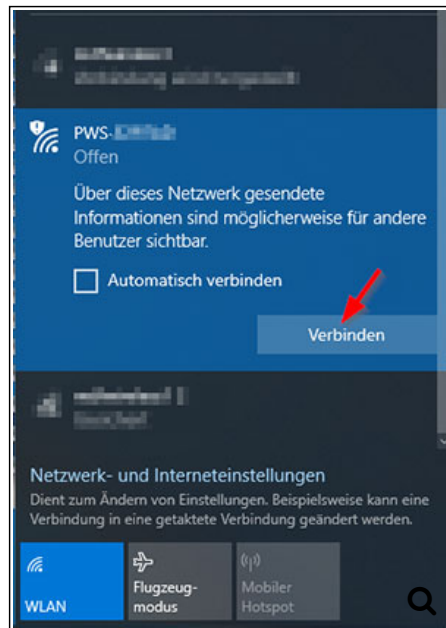 PWS-
Offen
Über dieses Netzwerk gesendete
Informationen sind möglicherweise für andere
Benutzer sichtbar.
Automatisch verbinden
Verbinden
Netzwerk- und Interneteinstellungen
Dient zum Ändern von Einstellungen. Beispielsweise kann eine
Verbindung in eine getaktete Verbindung geändert werden.
WLAN
Flugzeug-
modus
Mobiler
Hotspot